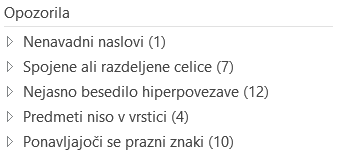 Opozorila
Nenavadni naslovi (1)
Spojene ali razdeljene celice (7)
Nejasno besedilo hiperpovezave (12)
Predmeti niso v vrstici (4)
Ponavljajoči se prazni znaki (10)